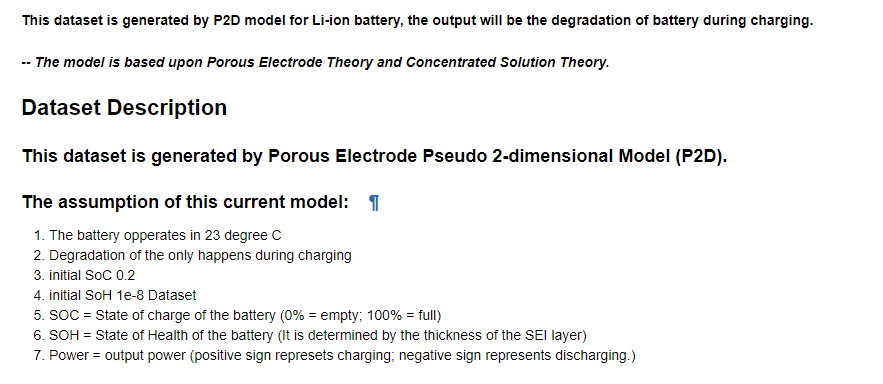 This dataset is generated by P2D model for Li-ion battery, the output will be the degradation of battery during charging.
-- The model is based upon Porous Electrode Theory and Concentrated Solution Theory.
Dataset Description
This dataset is generated by Porous Electrode Pseudo 2-dimensional Model (P2D).
The assumption of this current model: ¶
1. The battery opperates in 23 degree C
2. Degradation of the only happens during charging
3. initial SoC 0.2
4. initial SoH 1e-8 Dataset
5. SOC = State of charge of the battery (0% = empty; 100% = full)
6. SOH = State of Health of the battery (It is determined by the thickness of the SEI layer)
7. Power = output power (positive sign represets charging; negative sign represents discharging.)